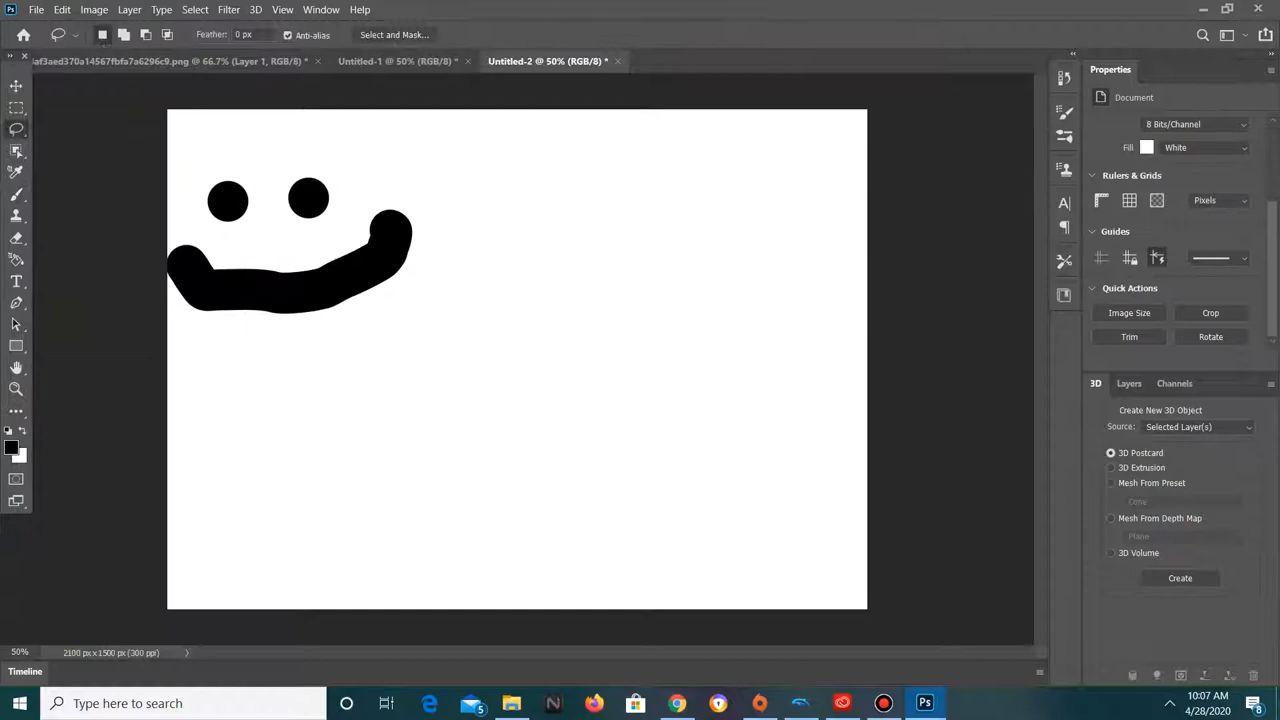 Ps File Edit Image Layer Type Select Filter 3D View Window Help
Feather: 0 px Anti-alias Select and Mask...
af3aed370a14567fbfa7a6296c9.png @ 66.7% (Layer 1, RGB/8) * × Untitled-1 @ 50% (RGB/8) * × Untitled-2 @ 50% (RGB/8) * ×
Properties
Document
8 Bits/Channel
Fill White
Rulers & Grids
Pixels
Guides
Quick Actions
Image Size Crop
Trim Rotate
3D Layers Channels
Create New 3D Object
Source: Selected Layer(s)
3D Postcard
3D Extrusion
Mesh From Preset
Cone
Mesh From Depth Map
Plane
3D Volume
Create
50% 2100 px x 1500 px (300 ppi)
Timeline
Type here to search
5
Ps
10:07 AM
4/28/2020
8